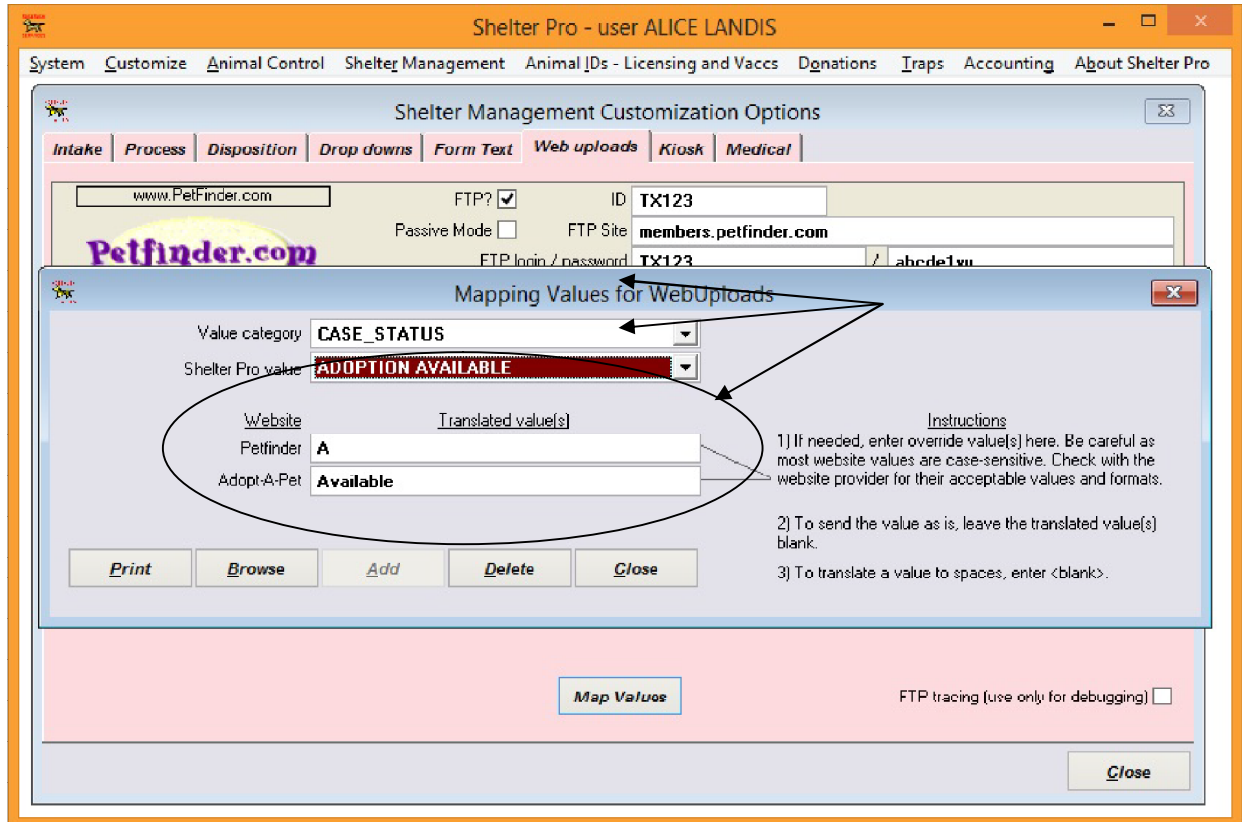 Shelter Pro - user ALICE LANDIS
System Customize Animal Control Shelter Management Animal IDs - Licensing and Vaccs Donations Traps Accounting About Shelter Pro
Shelter Management Customization Options
Intake Process Disposition Drop downs Form Text Web uploads Kiosk Medical
www.PetFinder.com FTP? ID TX123
Passive Mode FTP Site members.petfinder.com
Petfinder.com
FTP login / password TX123 / abcde1yu
Mapping Values for WebUploads
Value category CASE_STATUS
Shelter Pro value ADOPTION AVAILABLE
Website Translated value(s)
Petfinder A
Adopt-A-Pet Available
Instructions
1) If needed, enter override value(s) here. Be careful as
most website values are case-sensitive. Check with the
website provider for their acceptable values and formats.
2) To send the value as is, leave the translated value(s)
blank.
3) To translate a value to spaces, enter <blank>.
Print Browse Add Delete Close
Map Values FTP tracing (use only for debugging)
Close